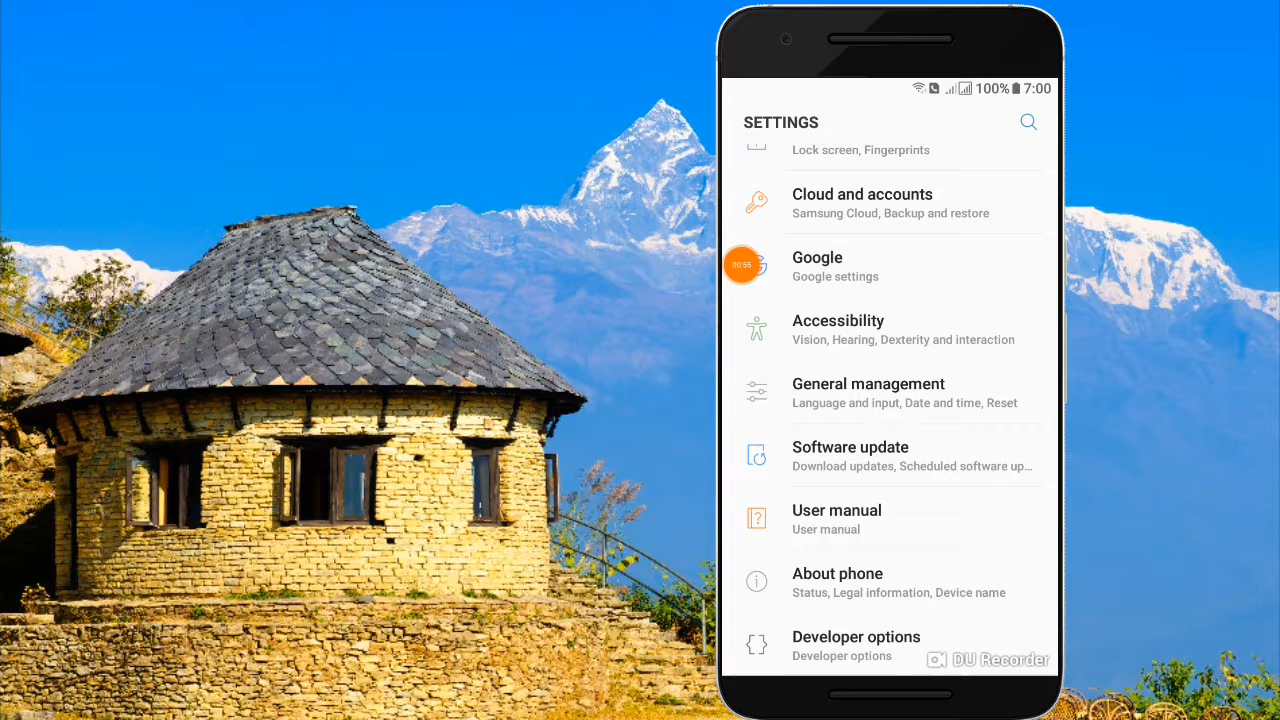 100% 7:00
SETTINGS
Lock screen, Fingerprints
Cloud and accounts
Samsung Cloud, Backup and restore
00:55
Google
Google settings
Accessibility
Vision, Hearing, Dexterity and interaction
General management
Language and input, Date and time, Reset
Software update
Download updates, Scheduled software up...
User manual
User manual
About phone
Status, Legal information, Device name
Developer options
Developer options
DU Recorder